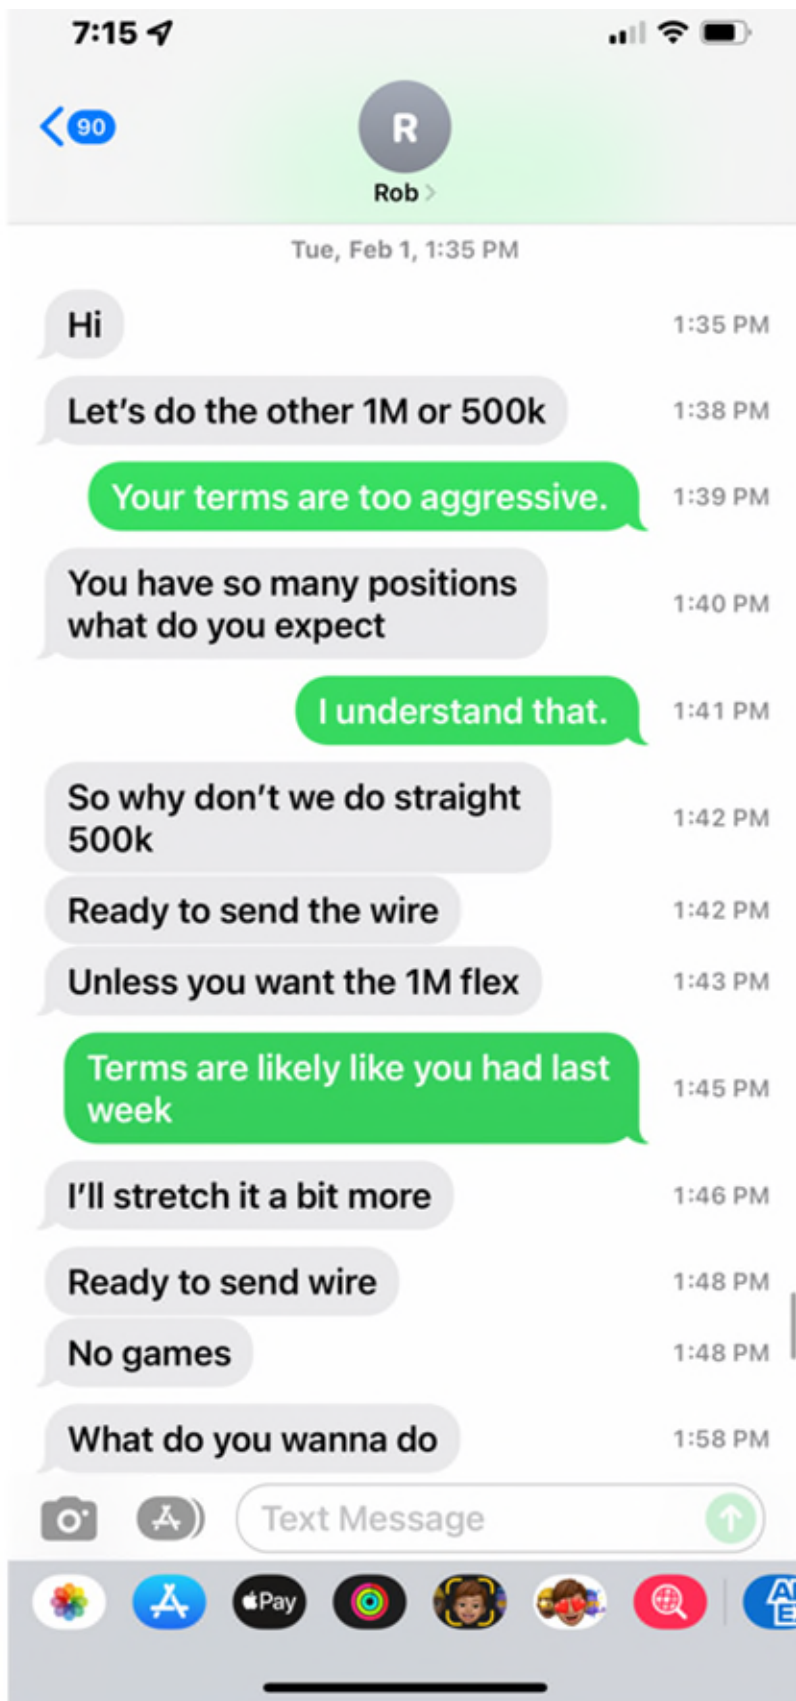 7:15
90
R
Rob
Tue, Feb 1, 1:35 PM
Hi
1:35 PM
Let's do the other 1M or 500k
1:38 PM
Your terms are too aggressive.
1:39 PM
You have so many positions
what do you expect
1:40 PM
I understand that.
1:41 PM
So why don't we do straight
500k
1:42 PM
Ready to send the wire
1:42 PM
Unless you want the 1M flex
1:43 PM
Terms are likely like you had last
week
1:45 PM
I'll stretch it a bit more
1:46 PM
Ready to send wire
1:48 PM
No games
1:48 PM
What do you wanna do
1:58 PM
Text Message
Pay